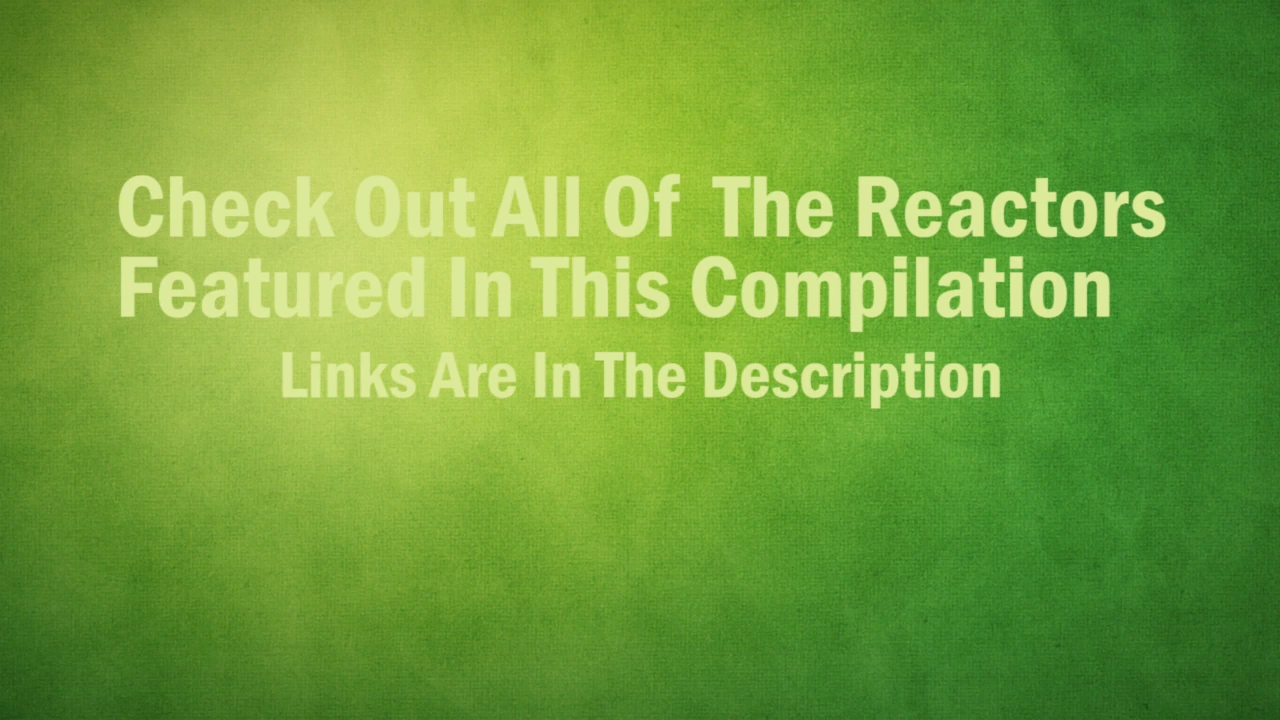 Check Out All Of The Reactors
Featured In This Compilation
Links Are In The Description